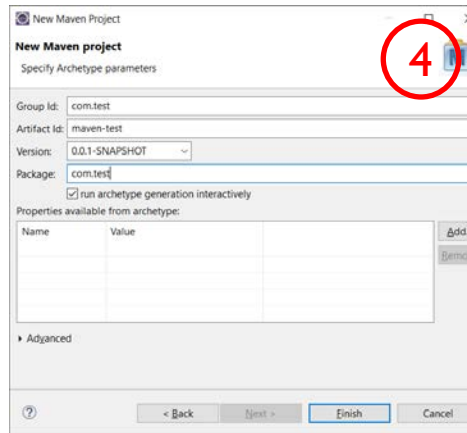 New Maven Project
New Maven project
Specify Archetype parameters
4
M
Group Id: com.test
Artifact Id: maven-test
Version: 0.0.1-SNAPSHOT
Package: com.test
run archetype generation interactively
Properties available from archetype:
Name Value
Add
Remo
Advanced
? < Back Next > Finish Cancel